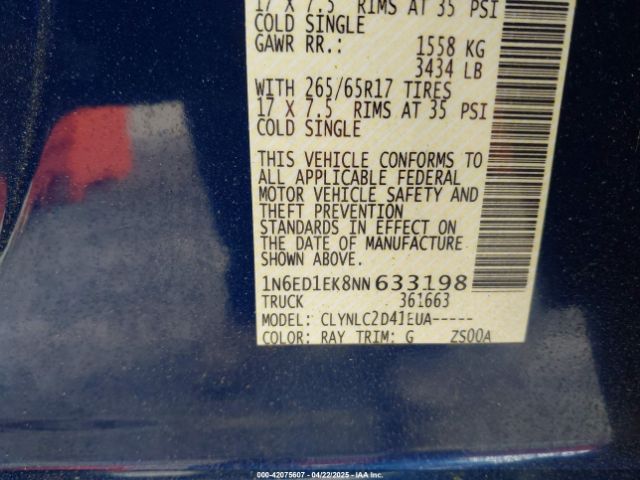 17 X 7.5 RIMS AT 35 PSI
COLD SINGLE
GAWR RR.: 1558 KG
3434 LB
WITH 265/65R17 TIRES
17 X 7.5 RIMS AT 35 PSI
COLD SINGLE
THIS VEHICLE CONFORMS TO
ALL APPLICABLE FEDERAL
MOTOR VEHICLE SAFETY AND
THEFT PREVENTION
STANDARDS IN EFFECT ON
THE DATE OF MANUFACTURE
SHOWN ABOVE.
1N6ED1EK8NN633198
TRUCK 361663
MODEL: CLYNLC2D41EUA-----
COLOR: RAY TRIM: G ZS00A
000-42075607 - 04/22/2025 - Copyright IAA, Inc.